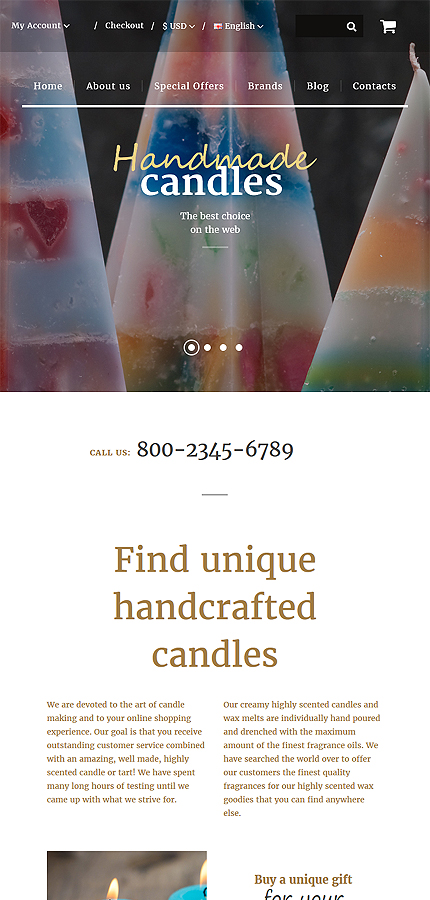 My Account / Checkout / $ USD / English
Home About us Special Offers Brands Blog Contacts
Handmade
candles
The best choice
on the web
CALL US: 800-2345-6789
Find unique
handcrafted
candles
We are devoted to the art of candle
making and to your online shopping
experience. Our goal is that you receive
outstanding customer service combined
with an amazing, well made, highly
scented candle or tart! We have spent
many long hours of testing until we
came up with what we strive for.
Our creamy highly scented candles and
wax melts are individually hand poured
and drenched with the maximum
amount of the finest fragrance oils. We
have searched the world over to offer
our customers the finest quality
fragrances for our highly scented wax
goodies that you can find anywhere
else.
Buy a unique gift
for your